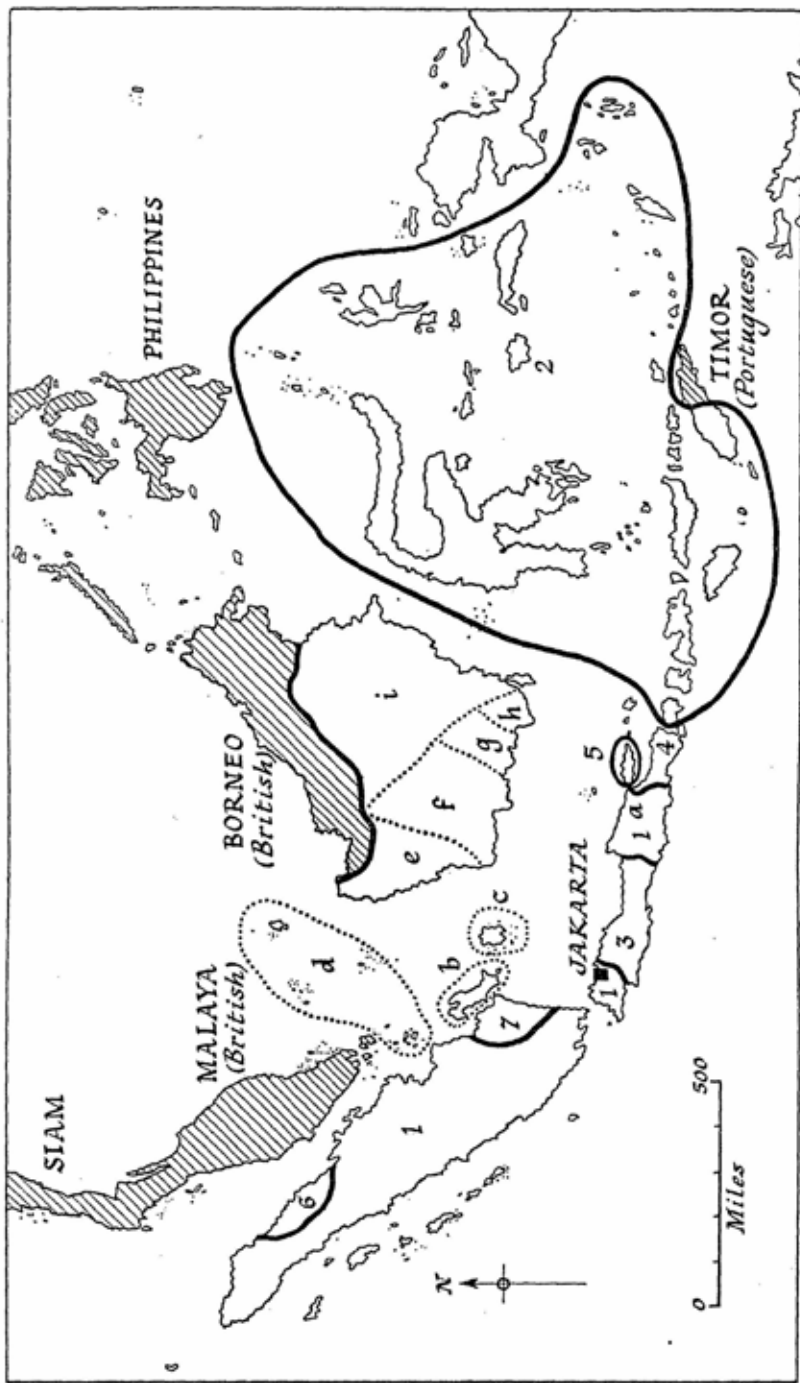 SIAM
PHILIPPINES
MALAYA
(British)
BORNEO
(British)
6
1
d
b
c
7
e
f
g
h
i
2
JAKARTA
1
3
1
a
5
4
TIMOR
(Portuguese)
N
0
500
Miles